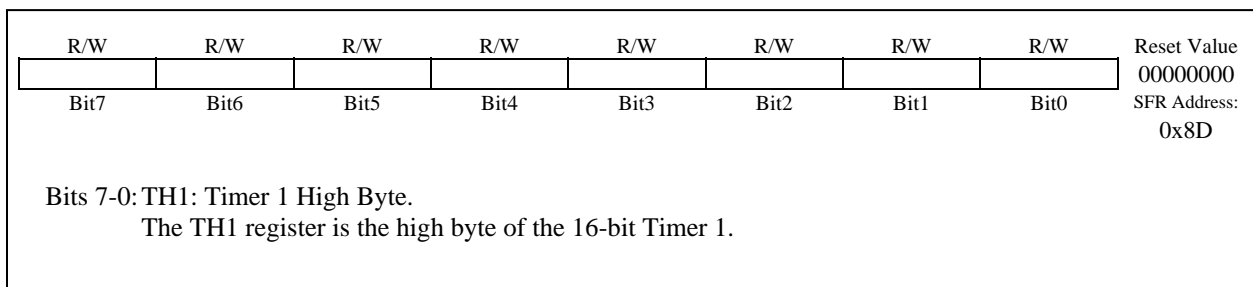 R/W R/W R/W R/W R/W R/W R/W R/W Reset Value
00000000
Bit7 Bit6 Bit5 Bit4 Bit3 Bit2 Bit1 Bit0 SFR Address:
0x8D
Bits 7-0: TH1: Timer 1 High Byte.
The TH1 register is the high byte of the 16-bit Timer 1.